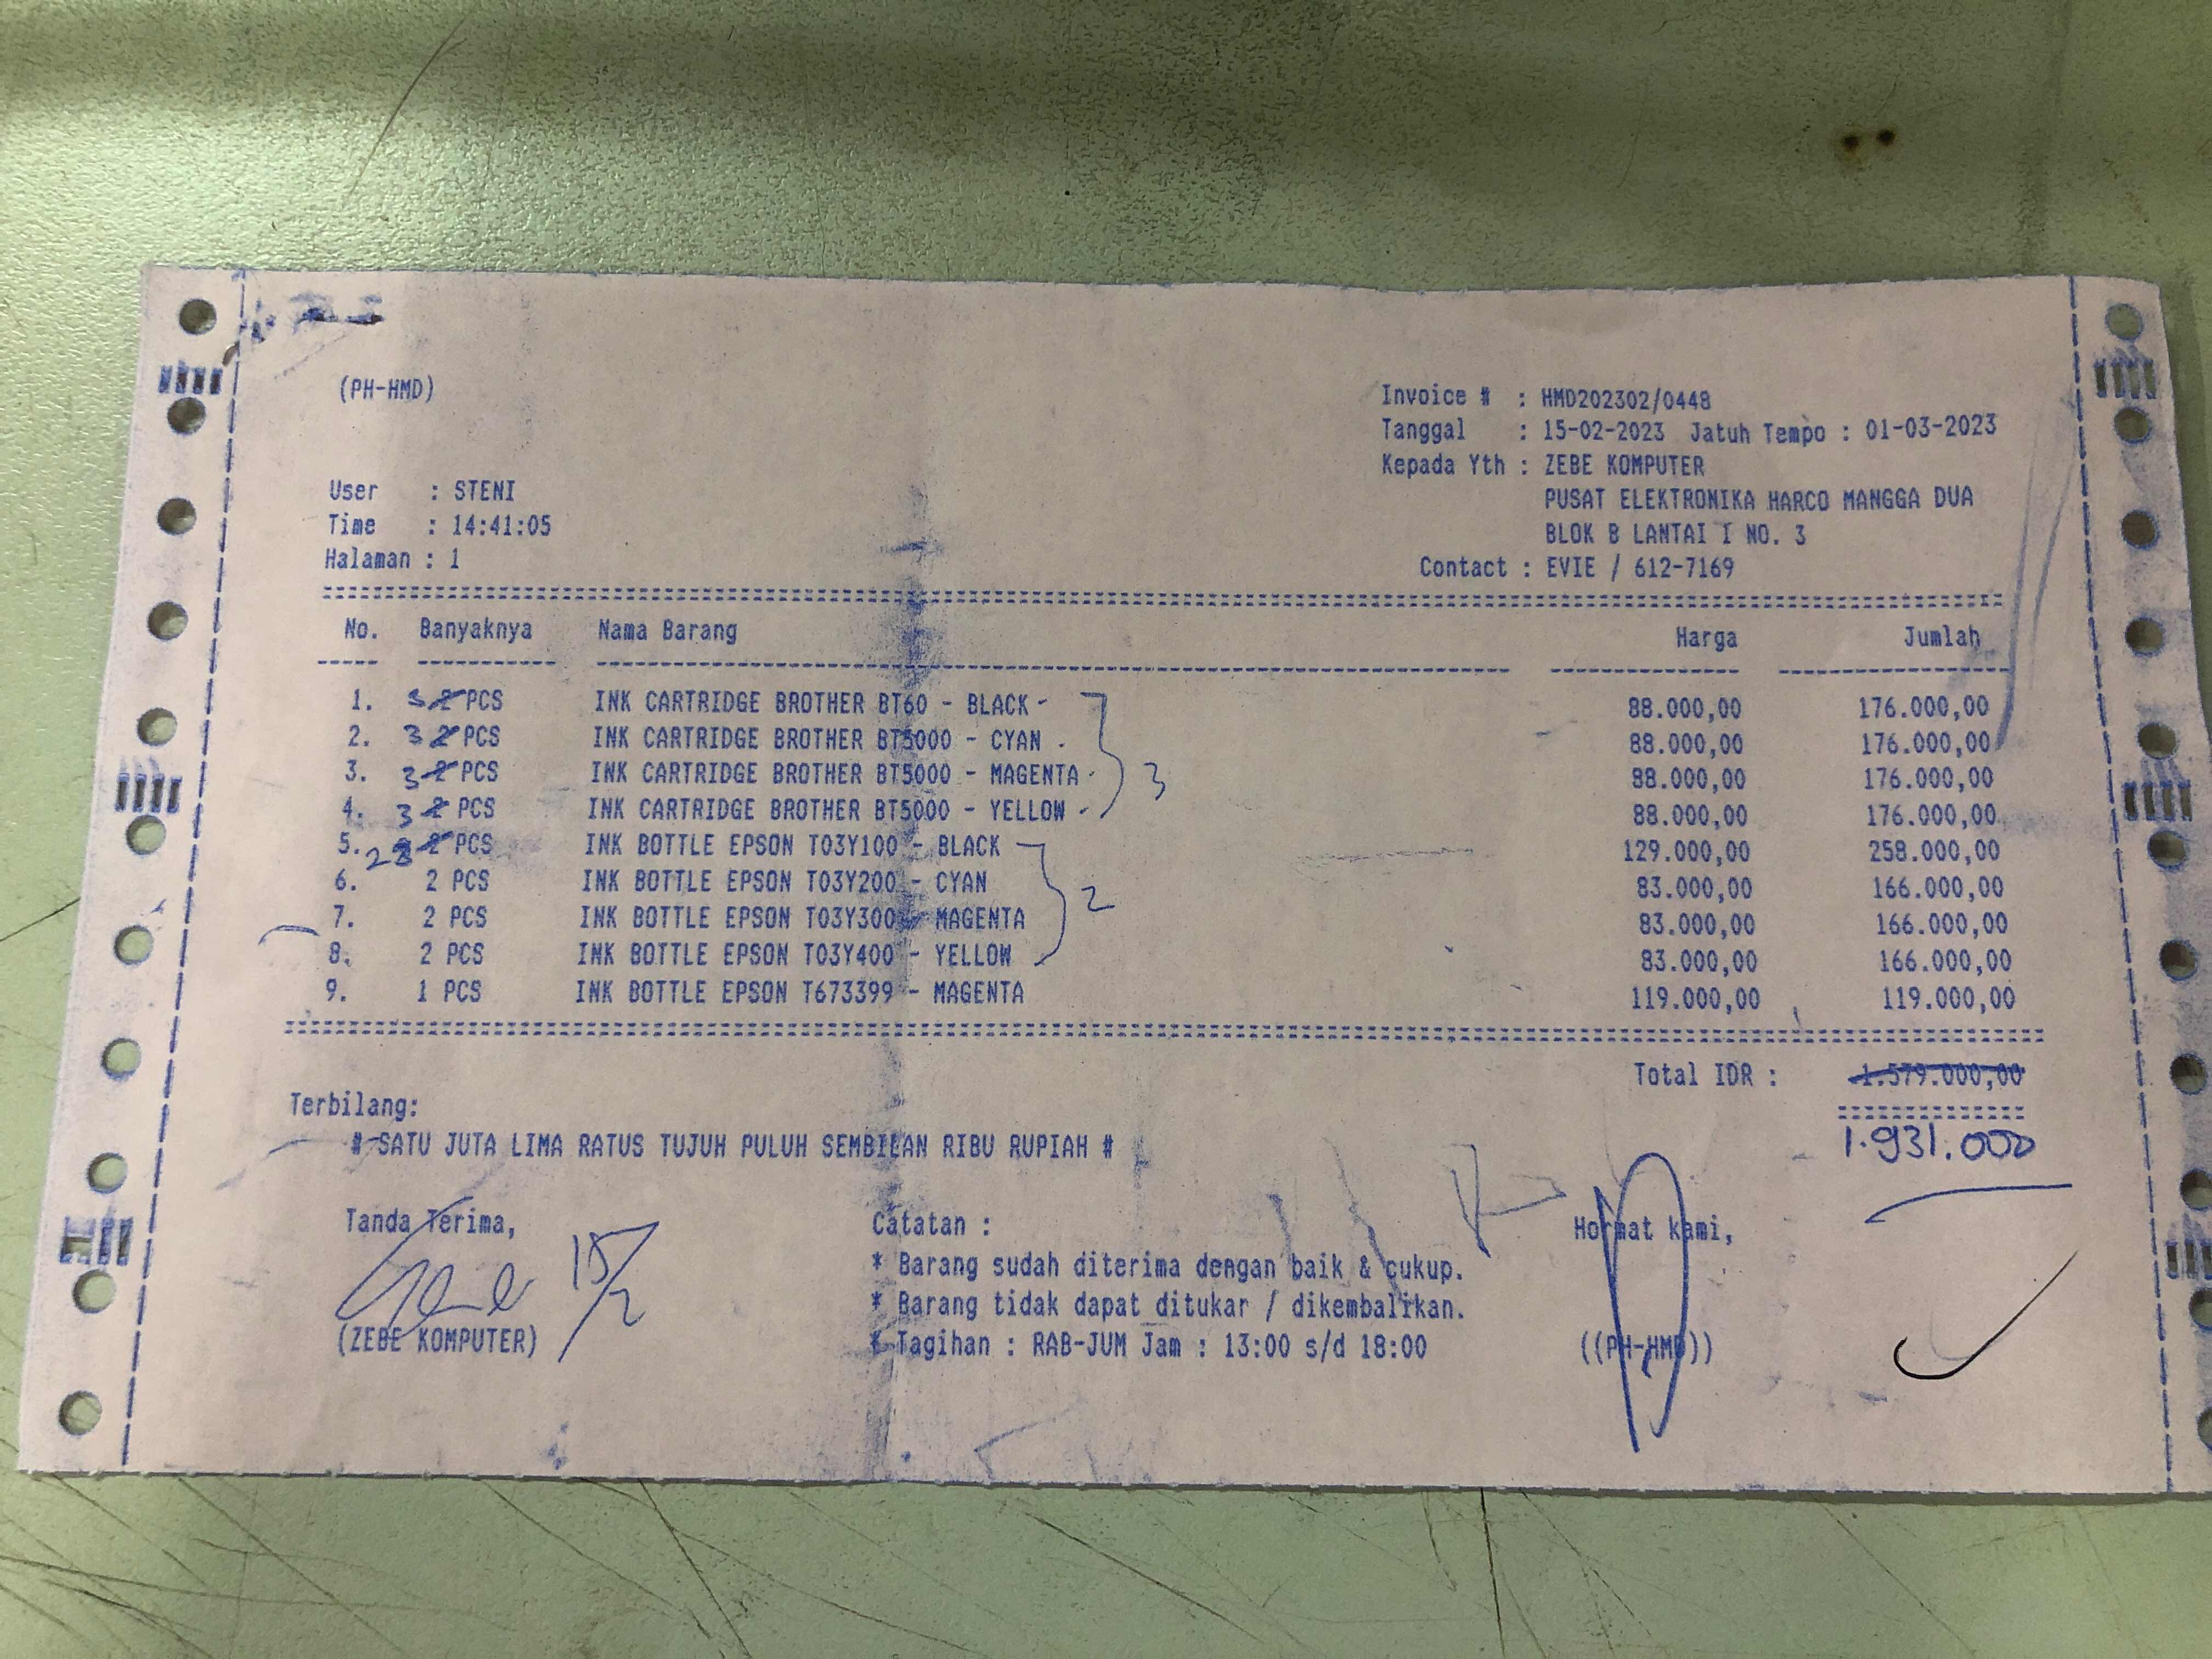 (PH-HMD)
Invoice # : HMD202302/0448
Tanggal : 15-02-2023 Jatuh Tempo : 01-03-2023
Kepada Yth : ZEBE KOMPUTER
PUSAT ELEKTRONIKA HARCO MANGGA DUA
BLOK B LANTAI I NO. 3
Contact : EVIE / 612-7169
User : STENI
Time : 14:41:05
Halaman : 1
No. Banyaknya Nama Barang Harga Jumlah
1. 3 2 PCS INK CARTRIDGE BROTHER BT60 - BLACK 88.000,00 176.000,00
2. 3 2 PCS INK CARTRIDGE BROTHER BT5000 - CYAN 88.000,00 176.000,00
3. 3 2 PCS INK CARTRIDGE BROTHER BT5000 - MAGENTA 3 88.000,00 176.000,00
4. 3 2 PCS INK CARTRIDGE BROTHER BT5000 - YELLOW 88.000,00 176.000,00
5. 2 3 2 PCS INK BOTTLE EPSON T03Y100 - BLACK 129.000,00 258.000,00
6. 2 PCS INK BOTTLE EPSON T03Y200 - CYAN 2 83.000,00 166.000,00
7. 2 PCS INK BOTTLE EPSON T03Y300 - MAGENTA 83.000,00 166.000,00
8. 2 PCS INK BOTTLE EPSON T03Y400 - YELLOW 83.000,00 166.000,00
9. 1 PCS INK BOTTLE EPSON T673399 - MAGENTA 119.000,00 119.000,00
Total IDR : 1.579.000,00
1.931.000
Terbilang:
# SATU JUTA LIMA RATUS TUJUH PULUH SEMBILAN RIBU RUPIAH #
Tanda Terima, Catatan : Hormat kami,
15/2
* Barang sudah diterima dengan baik & cukup.
* Barang tidak dapat ditukar / dikembalikan.
(ZEBE KOMPUTER) * Tagihan : RAB-JUM Jam : 13:00 s/d 18:00 ((PH-HMD))